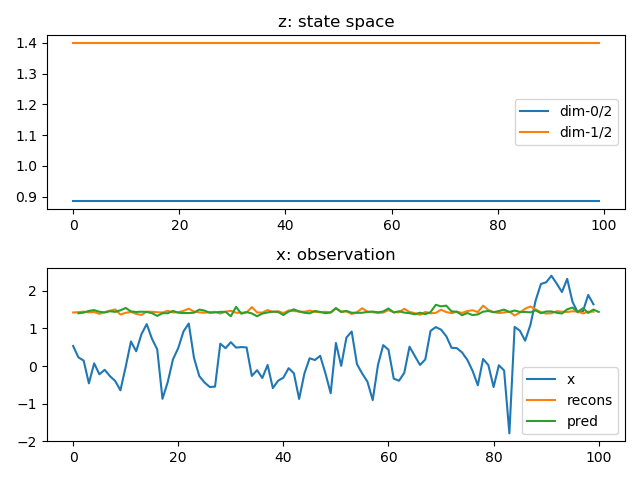 z: state space
1.4
1.3
1.2
1.1
1.0
0.9
dim-0/2
dim-1/2
0 20 40 60 80 100
x: observation
2
1
0
−1
−2
x
recons
pred
0 20 40 60 80 100